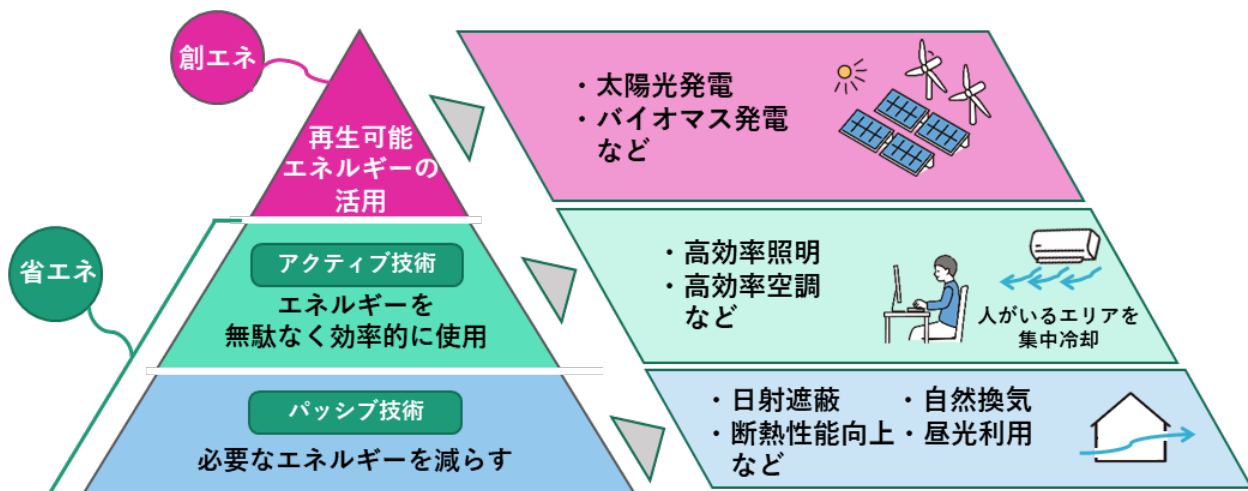 創エネ
再生可能
エネルギーの
活用
・太陽光発電
・バイオマス発電
など
省エネ
アクティブ技術
エネルギーを
無駄なく効率的に使用
・高効率照明
・高効率空調
など
人がいるエリアを
集中冷却
パッシブ技術
必要なエネルギーを減らす
・日射遮蔽 ・自然換気
・断熱性能向上・昼光利用
など